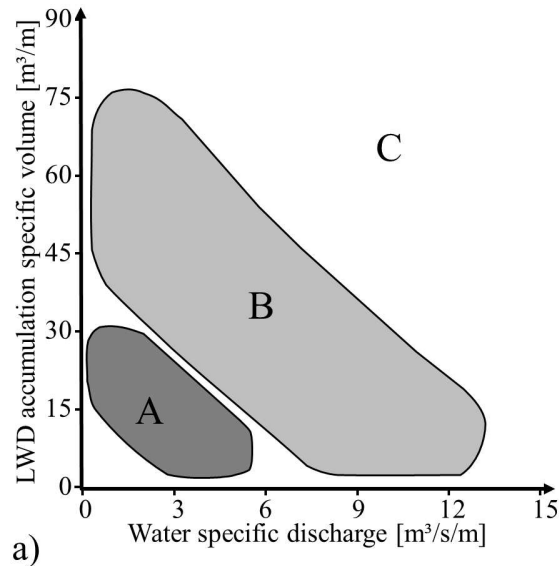 LWD accumulation specific volume [m³/m]
90
75
60
45
30
15
0
C
B
A
0 3 6 9 12 15
Water specific discharge [m³/s/m]
a)